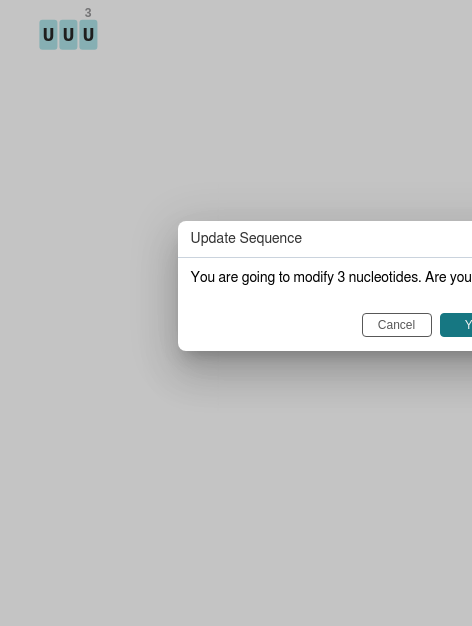 3
U U U
Update Sequence
You are going to modify 3 nucleotides. Are you
Cancel